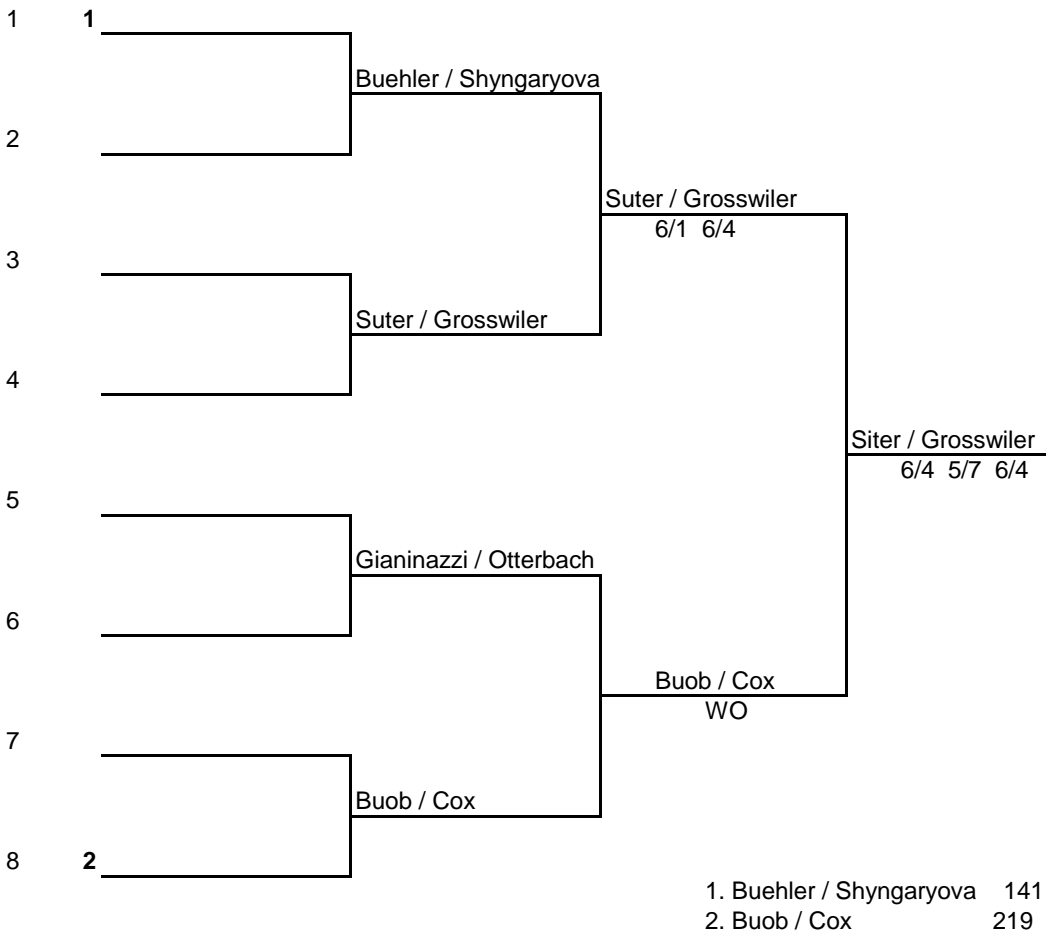 1 1
Buehler / Shyngaryova
2
Suter / Grosswiler
6/1 6/4
3
Suter / Grosswiler
4
Siter / Grosswiler
6/4 5/7 6/4
5
Gianinazzi / Otterbach
6
Buob / Cox
WO
7
Buob / Cox
8 2
1. Buehler / Shyngaryova 141
2. Buob / Cox 219